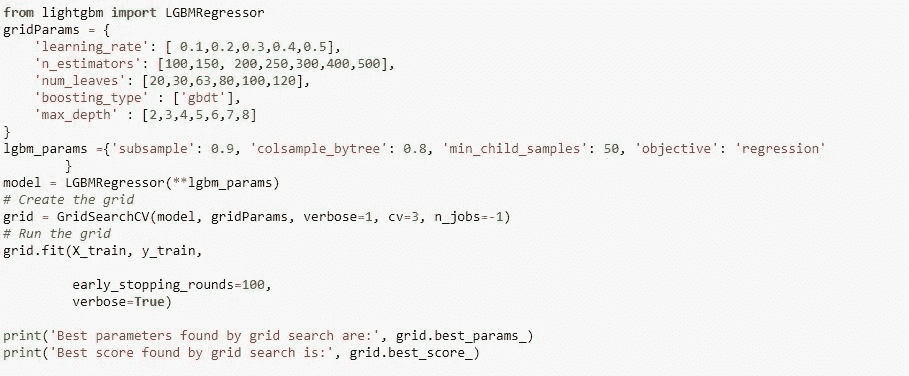 from lightgbm import LGBMRegressor
gridParams = {
    'learning_rate': [ 0.1,0.2,0.3,0.4,0.5],
    'n_estimators': [100,150, 200,250,300,400,500],
    'num_leaves': [20,30,63,80,100,120],
    'boosting_type' : ['gbdt'],
    'max_depth' : [2,3,4,5,6,7,8]
}
lgbm_params ={'subsample': 0.9, 'colsample_bytree': 0.8, 'min_child_samples': 50, 'objective': 'regression'
        }
model = LGBMRegressor(**lgbm_params)
# Create the grid
grid = GridSearchCV(model, gridParams, verbose=1, cv=3, n_jobs=-1)
# Run the grid
grid.fit(X_train, y_train,
         early_stopping_rounds=100,
         verbose=True)
print('Best parameters found by grid search are:', grid.best_params_)
print('Best score found by grid search is:', grid.best_score_)